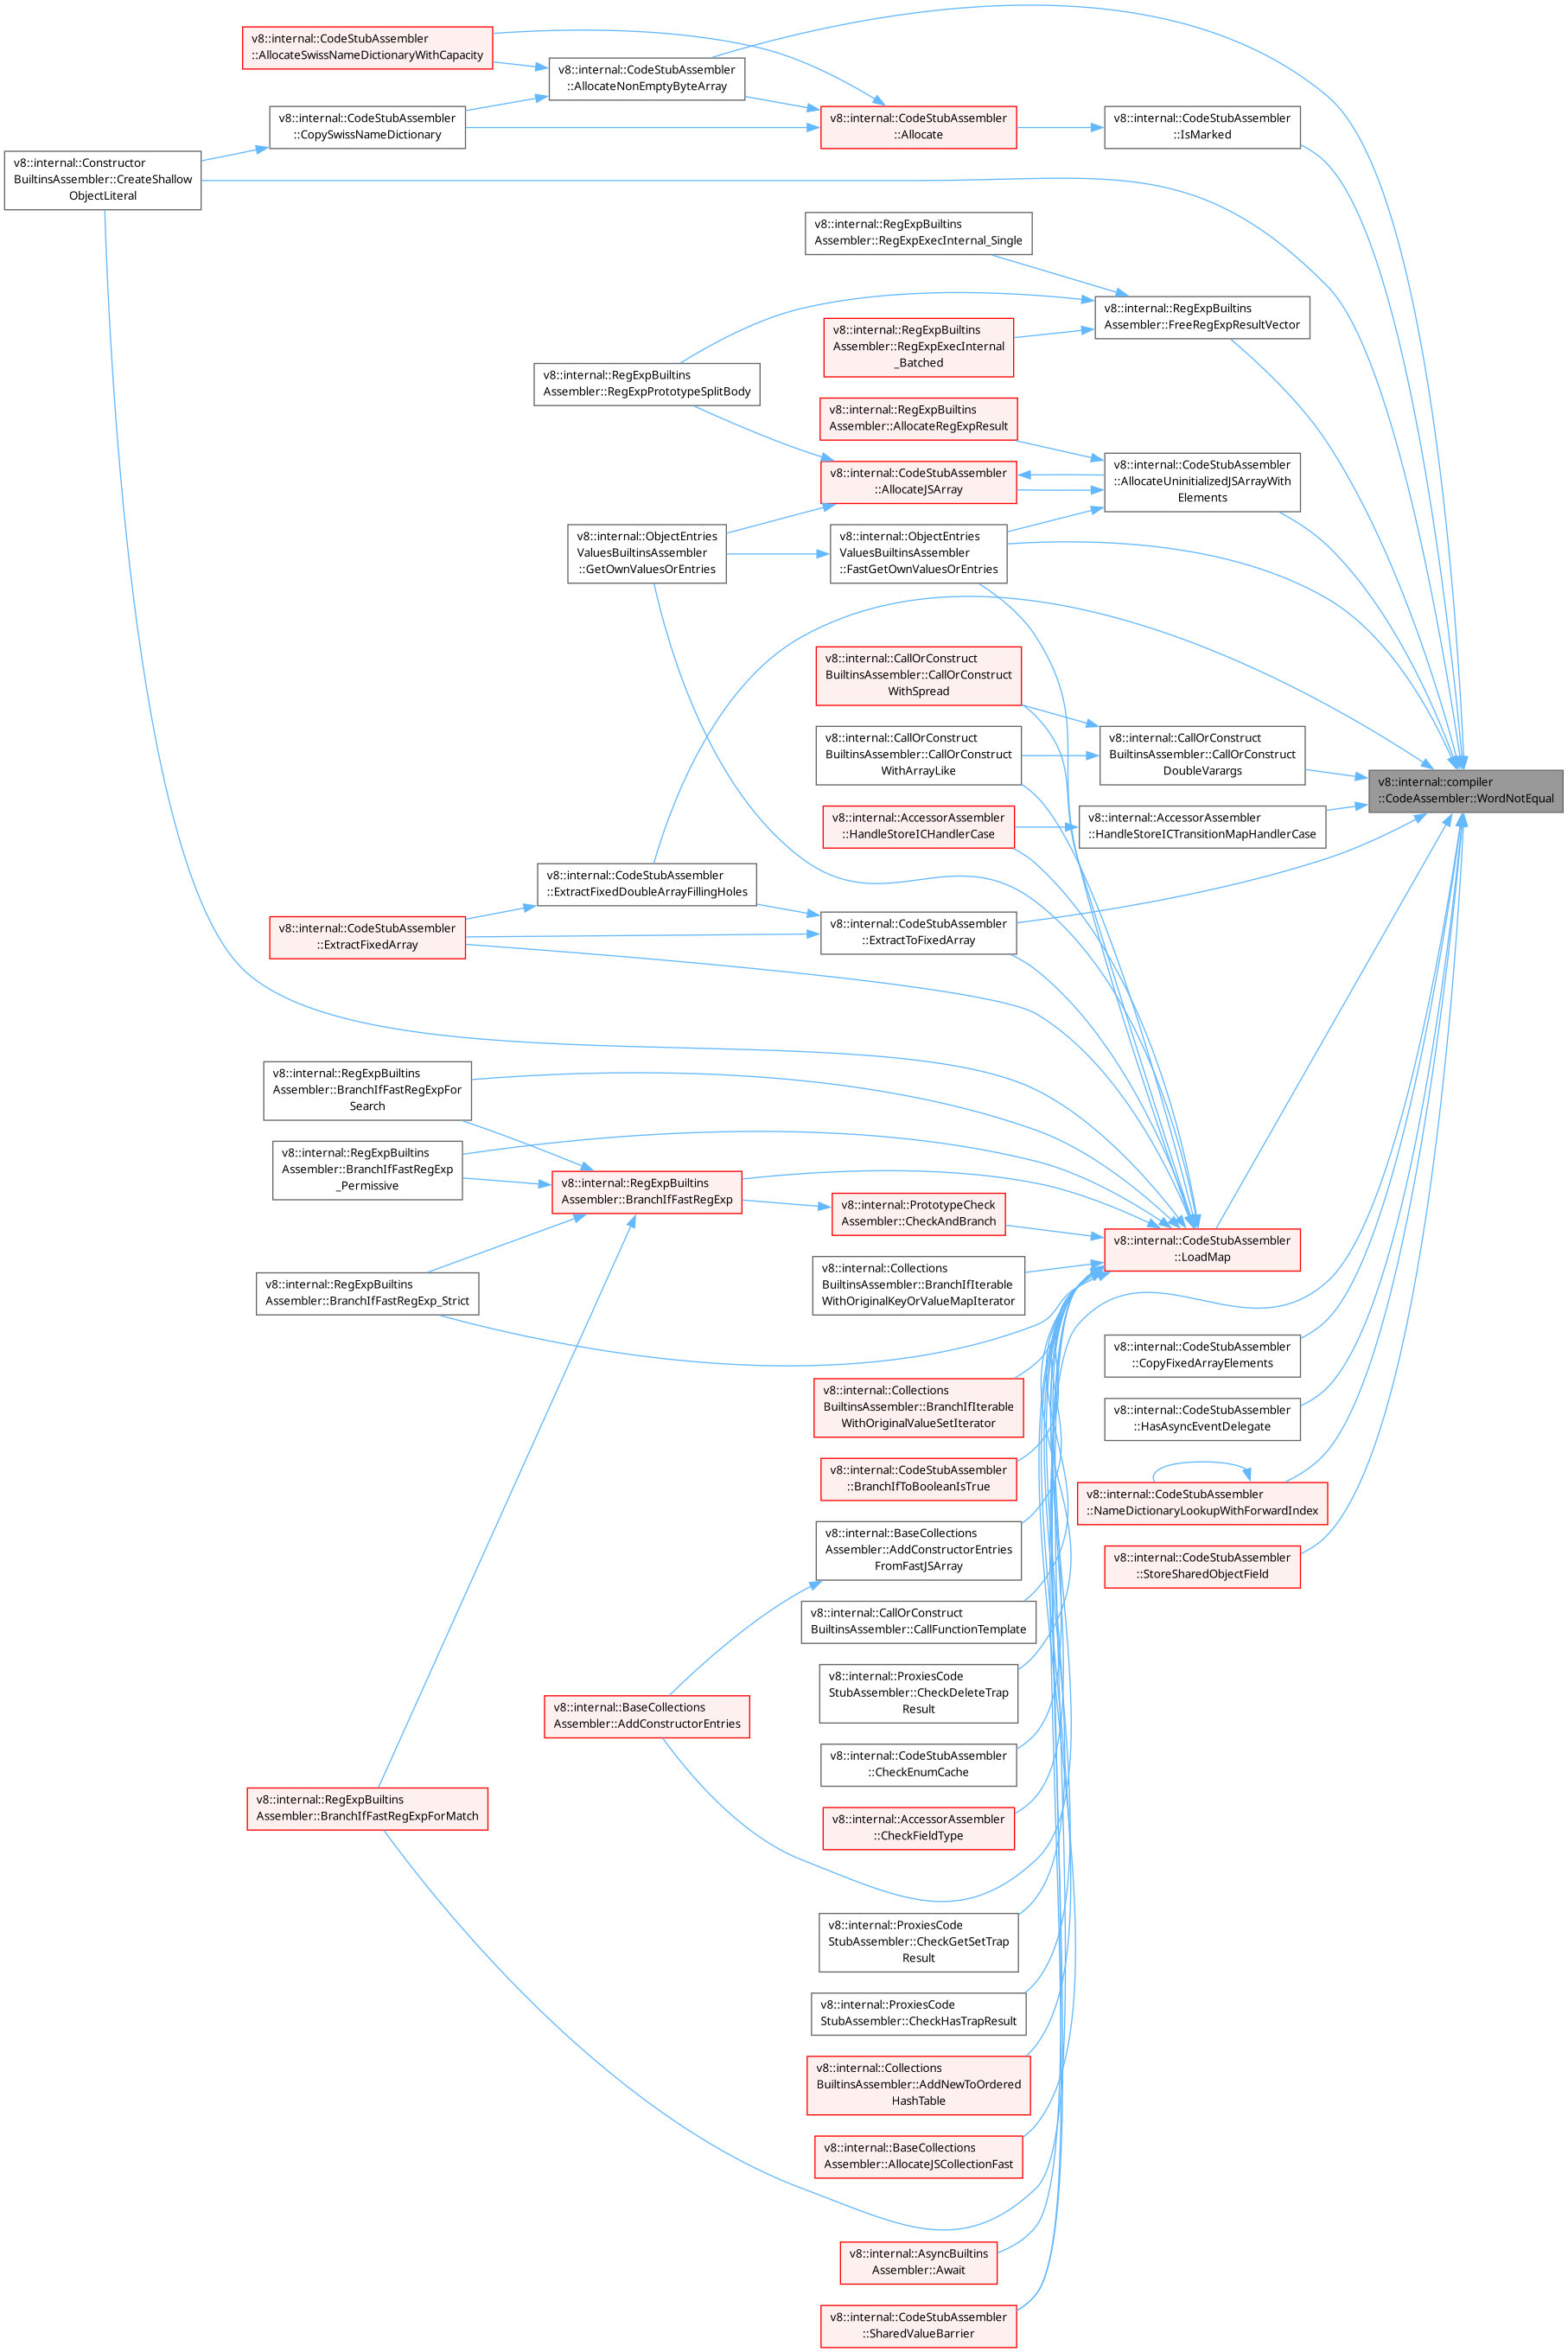 v8::internal::CodeStubAssembler
::AllocateSwissNameDictionaryWithCapacity
v8::internal::CodeStubAssembler
::AllocateNonEmptyByteArray
v8::internal::CodeStubAssembler
::CopySwissNameDictionary
v8::internal::CodeStubAssembler
::Allocate
v8::internal::CodeStubAssembler
::IsMarked
v8::internal::Constructor
BuiltinsAssembler::CreateShallow
ObjectLiteral
v8::internal::RegExpBuiltins
Assembler::RegExpExecInternal_Single
v8::internal::RegExpBuiltins
Assembler::FreeRegExpResultVector
v8::internal::RegExpBuiltins
Assembler::RegExpExecInternal
_Batched
v8::internal::RegExpBuiltins
Assembler::RegExpPrototypeSplitBody
v8::internal::RegExpBuiltins
Assembler::AllocateRegExpResult
v8::internal::CodeStubAssembler
::AllocateJSArray
v8::internal::CodeStubAssembler
::AllocateUninitializedJSArrayWith
Elements
v8::internal::ObjectEntries
ValuesBuiltinsAssembler
::GetOwnValuesOrEntries
v8::internal::ObjectEntries
ValuesBuiltinsAssembler
::FastGetOwnValuesOrEntries
v8::internal::CallOrConstruct
BuiltinsAssembler::CallOrConstruct
WithSpread
v8::internal::CallOrConstruct
BuiltinsAssembler::CallOrConstruct
WithArrayLike
v8::internal::CallOrConstruct
BuiltinsAssembler::CallOrConstruct
DoubleVarargs
v8::internal::compiler
::CodeAssembler::WordNotEqual
v8::internal::AccessorAssembler
::HandleStoreICHandlerCase
v8::internal::AccessorAssembler
::HandleStoreICTransitionMapHandlerCase
v8::internal::CodeStubAssembler
::ExtractFixedDoubleArrayFillingHoles
v8::internal::CodeStubAssembler
::ExtractFixedArray
v8::internal::CodeStubAssembler
::ExtractToFixedArray
v8::internal::RegExpBuiltins
Assembler::BranchIfFastRegExpFor
Search
v8::internal::RegExpBuiltins
Assembler::BranchIfFastRegExp
_Permissive
v8::internal::RegExpBuiltins
Assembler::BranchIfFastRegExp
v8::internal::PrototypeCheck
Assembler::CheckAndBranch
v8::internal::CodeStubAssembler
::LoadMap
v8::internal::Collections
BuiltinsAssembler::BranchIfIterable
WithOriginalKeyOrValueMapIterator
v8::internal::RegExpBuiltins
Assembler::BranchIfFastRegExp_Strict
v8::internal::CodeStubAssembler
::CopyFixedArrayElements
v8::internal::Collections
BuiltinsAssembler::BranchIfIterable
WithOriginalValueSetIterator
v8::internal::CodeStubAssembler
::HasAsyncEventDelegate
v8::internal::CodeStubAssembler
::BranchIfToBooleanIsTrue
v8::internal::CodeStubAssembler
::NameDictionaryLookupWithForwardIndex
v8::internal::BaseCollections
Assembler::AddConstructorEntries
FromFastJSArray
v8::internal::CodeStubAssembler
::StoreSharedObjectField
v8::internal::CallOrConstruct
BuiltinsAssembler::CallFunctionTemplate
v8::internal::ProxiesCode
StubAssembler::CheckDeleteTrap
Result
v8::internal::BaseCollections
Assembler::AddConstructorEntries
v8::internal::CodeStubAssembler
::CheckEnumCache
v8::internal::RegExpBuiltins
Assembler::BranchIfFastRegExpForMatch
v8::internal::AccessorAssembler
::CheckFieldType
v8::internal::ProxiesCode
StubAssembler::CheckGetSetTrap
Result
v8::internal::ProxiesCode
StubAssembler::CheckHasTrapResult
v8::internal::Collections
BuiltinsAssembler::AddNewToOrdered
HashTable
v8::internal::BaseCollections
Assembler::AllocateJSCollectionFast
v8::internal::AsyncBuiltins
Assembler::Await
v8::internal::CodeStubAssembler
::SharedValueBarrier